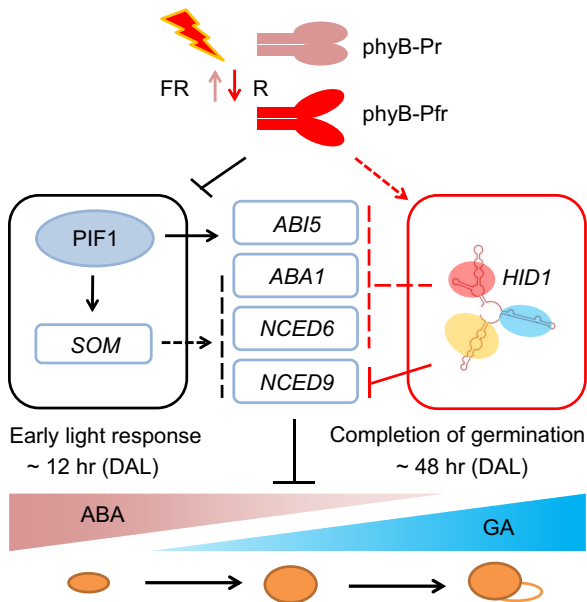 phyB-Pr
FR
R
phyB-Pfr
PIF1
SOM
ABI5
ABA1
NCED6
NCED9
HID1
Early light response
~ 12 hr (DAL)
Completion of germination
~ 48 hr (DAL)
ABA
GA